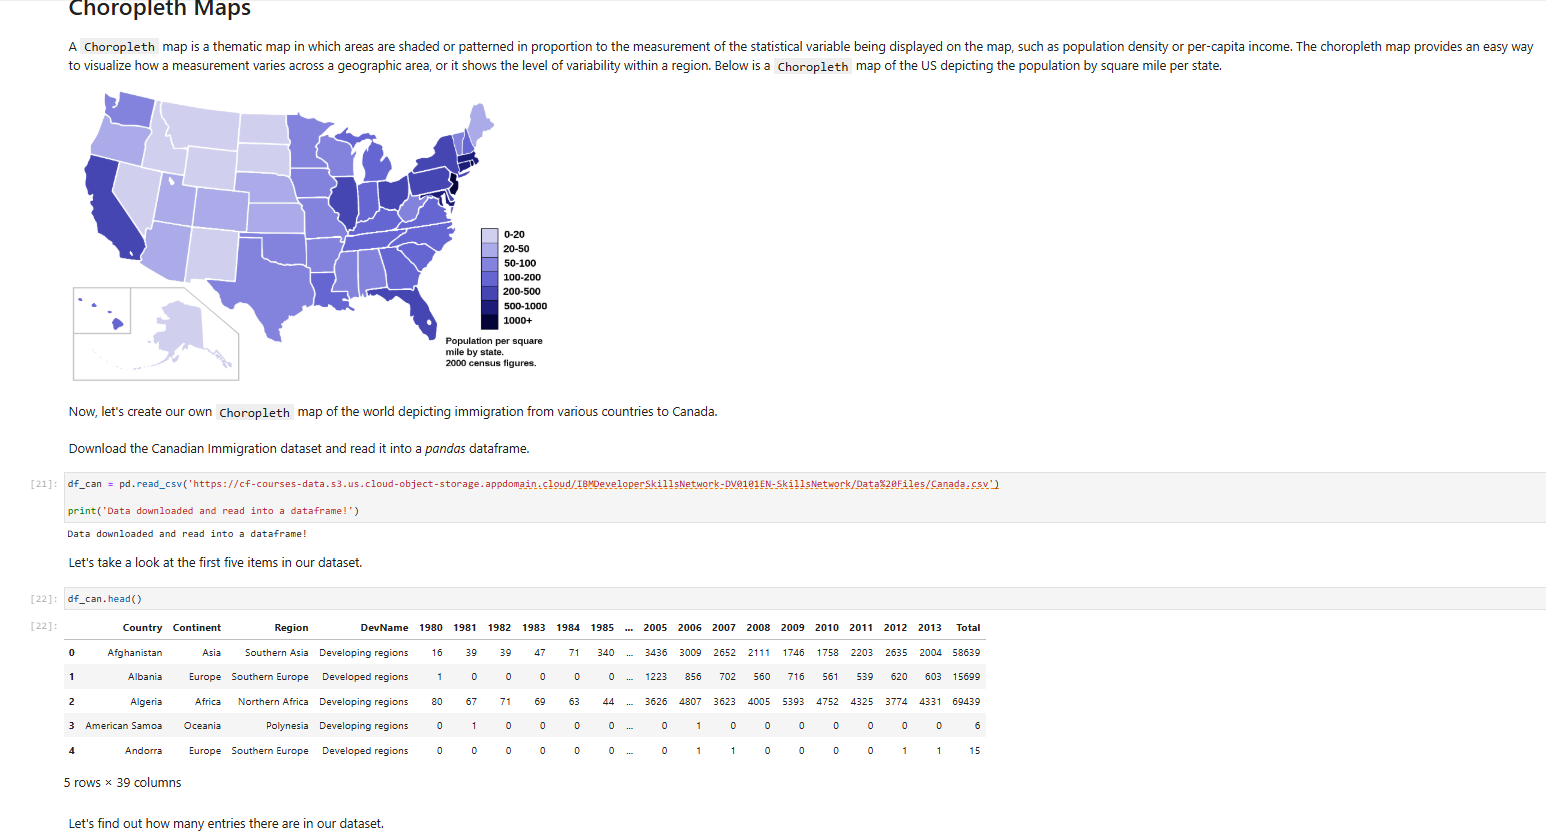 Choropleth Maps
A Choropleth map is a thematic map in which areas are shaded or patterned in proportion to the measurement of the statistical variable being displayed on the map, such as population density or per-capita income. The choropleth map provides an easy way
to visualize how a measurement varies across a geographic area, or it shows the level of variability within a region. Below is a Choropleth map of the US depicting the population by square mile per state.
0-20
20-50
50-100
100-200
200-500
500-1000
1000+
Population per square
mile by state.
2000 census figures.
Now, let's create our own Choropleth map of the world depicting immigration from various countries to Canada.
Download the Canadian Immigration dataset and read it into a pandas dataframe.
[21]: df_can = pd.read_csv('https://cf-courses-data.s3.us.cloud-object-storage.appdomain.cloud/IBMDeveloperSkillsNetwork-DV0101EN-SkillsNetwork/Data%20Files/Canada.csv')
print('Data downloaded and read into a dataframe!')
Data downloaded and read into a dataframe!
Let's take a look at the first five items in our dataset.
[22]: df_can.head()
[22]: Country Continent Region DevName 1980 1981 1982 1983 1984 1985 ... 2005 2006 2007 2008 2009 2010 2011 2012 2013 Total
0 Afghanistan Asia Southern Asia Developing regions 16 39 39 47 71 340 ... 3436 3009 2652 2111 1746 1758 2203 2635 2004 58639
1 Albania Europe Southern Europe Developed regions 1 0 0 0 0 0 ... 1223 856 702 560 716 561 539 620 603 15699
2 Algeria Africa Northern Africa Developing regions 80 67 71 69 63 44 ... 3626 4807 3623 4005 5393 4752 4325 3774 4331 69439
3 American Samoa Oceania Polynesia Developing regions 0 1 0 0 0 0 ... 0 1 0 0 0 0 0 0 0 6
4 Andorra Europe Southern Europe Developed regions 0 0 0 0 0 0 ... 0 1 1 0 0 0 0 1 1 15
5 rows × 39 columns
Let's find out how many entries there are in our dataset.